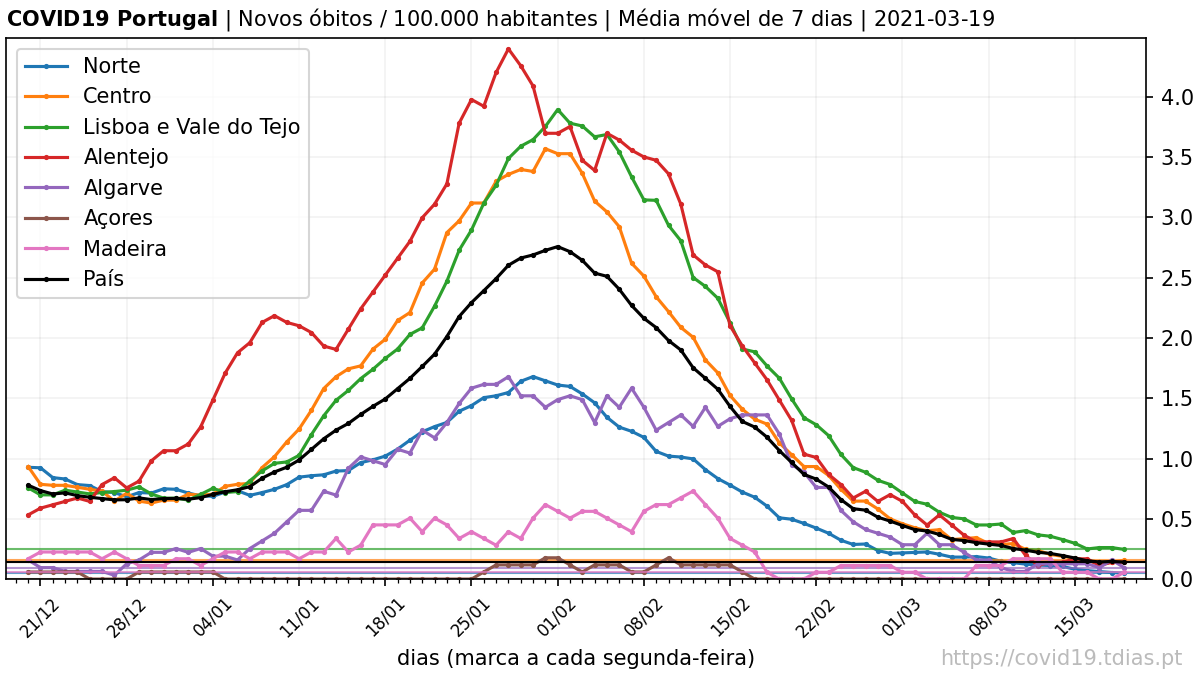 COVID19 Portugal | Novos óbitos / 100.000 habitantes | Média móvel de 7 dias | 2021-03-19
Norte
Centro
Lisboa e Vale do Tejo
Alentejo
Algarve
Açores
Madeira
País
4.0
3.5
3.0
2.5
2.0
1.5
1.0
0.5
0.0
21/12 28/12 04/01 11/01 18/01 25/01 01/02 08/02 15/02 22/02 01/03 08/03 15/03
dias (marca a cada segunda-feira)
https://covid19.tdias.pt